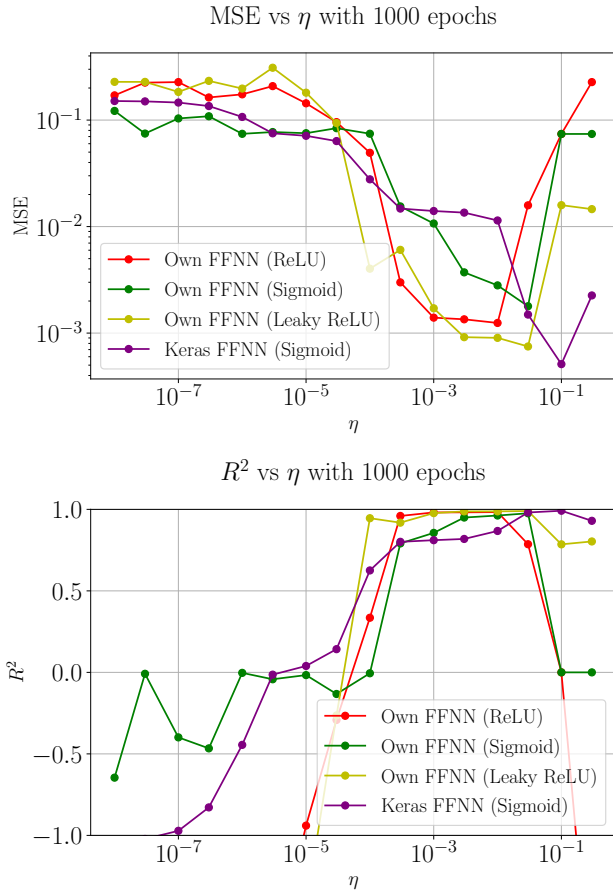 MSE vs η with 1000 epochs
10⁻¹
10⁻²
10⁻³
MSE
Own FFNN (ReLU)
Own FFNN (Sigmoid)
Own FFNN (Leaky ReLU)
Keras FFNN (Sigmoid)
10⁻⁷ 10⁻⁵ 10⁻³ 10⁻¹
η
R² vs η with 1000 epochs
1.0
0.5
0.0
−0.5
−1.0
R²
Own FFNN (ReLU)
Own FFNN (Sigmoid)
Own FFNN (Leaky ReLU)
Keras FFNN (Sigmoid)
10⁻⁷ 10⁻⁵ 10⁻³ 10⁻¹
η